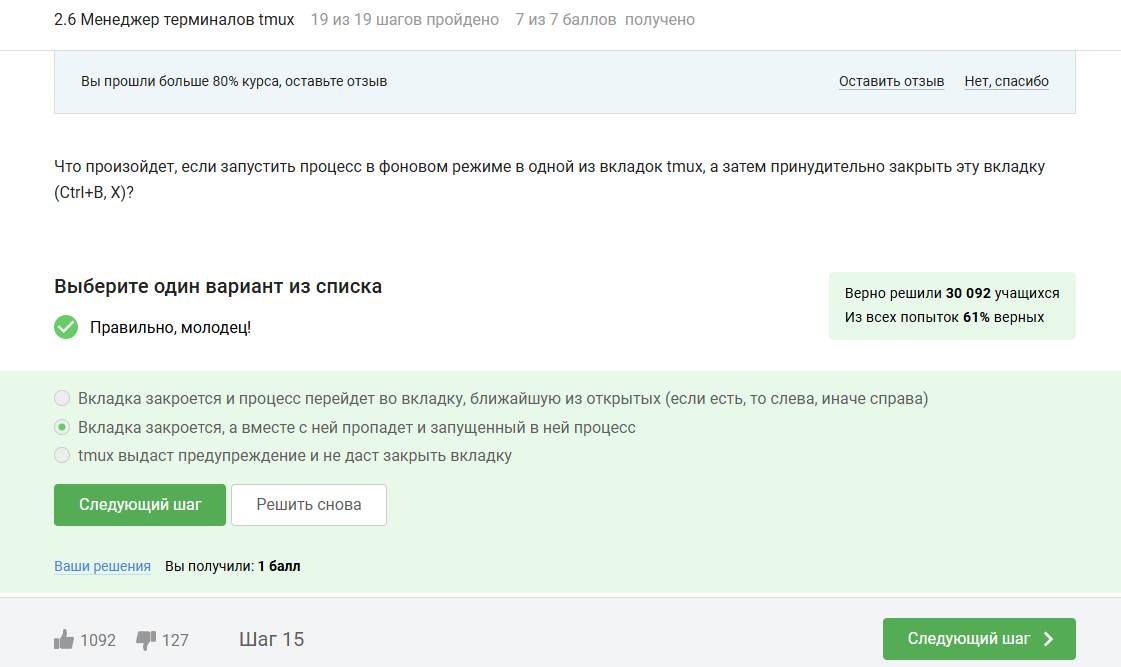 2.6 Менеджер терминалов tmux 19 из 19 шагов пройдено 7 из 7 баллов получено
Вы прошли больше 80% курса, оставьте отзыв Оставить отзыв Нет, спасибо
Что произойдет, если запустить процесс в фоновом режиме в одной из вкладок tmux, а затем принудительно закрыть эту вкладку
(Ctrl+B, X)?
Выберите один вариант из списка
Правильно, молодец!
Верно решили 30 092 учащихся
Из всех попыток 61% верных
Вкладка закроется и процесс перейдет во вкладку, ближайшую из открытых (если есть, то слева, иначе справа)
Вкладка закроется, а вместе с ней пропадет и запущенный в ней процесс
tmux выдаст предупреждение и не даст закрыть вкладку
Следующий шаг Решить снова
Ваши решения Вы получили: 1 балл
1092 127 Шаг 15 Следующий шаг